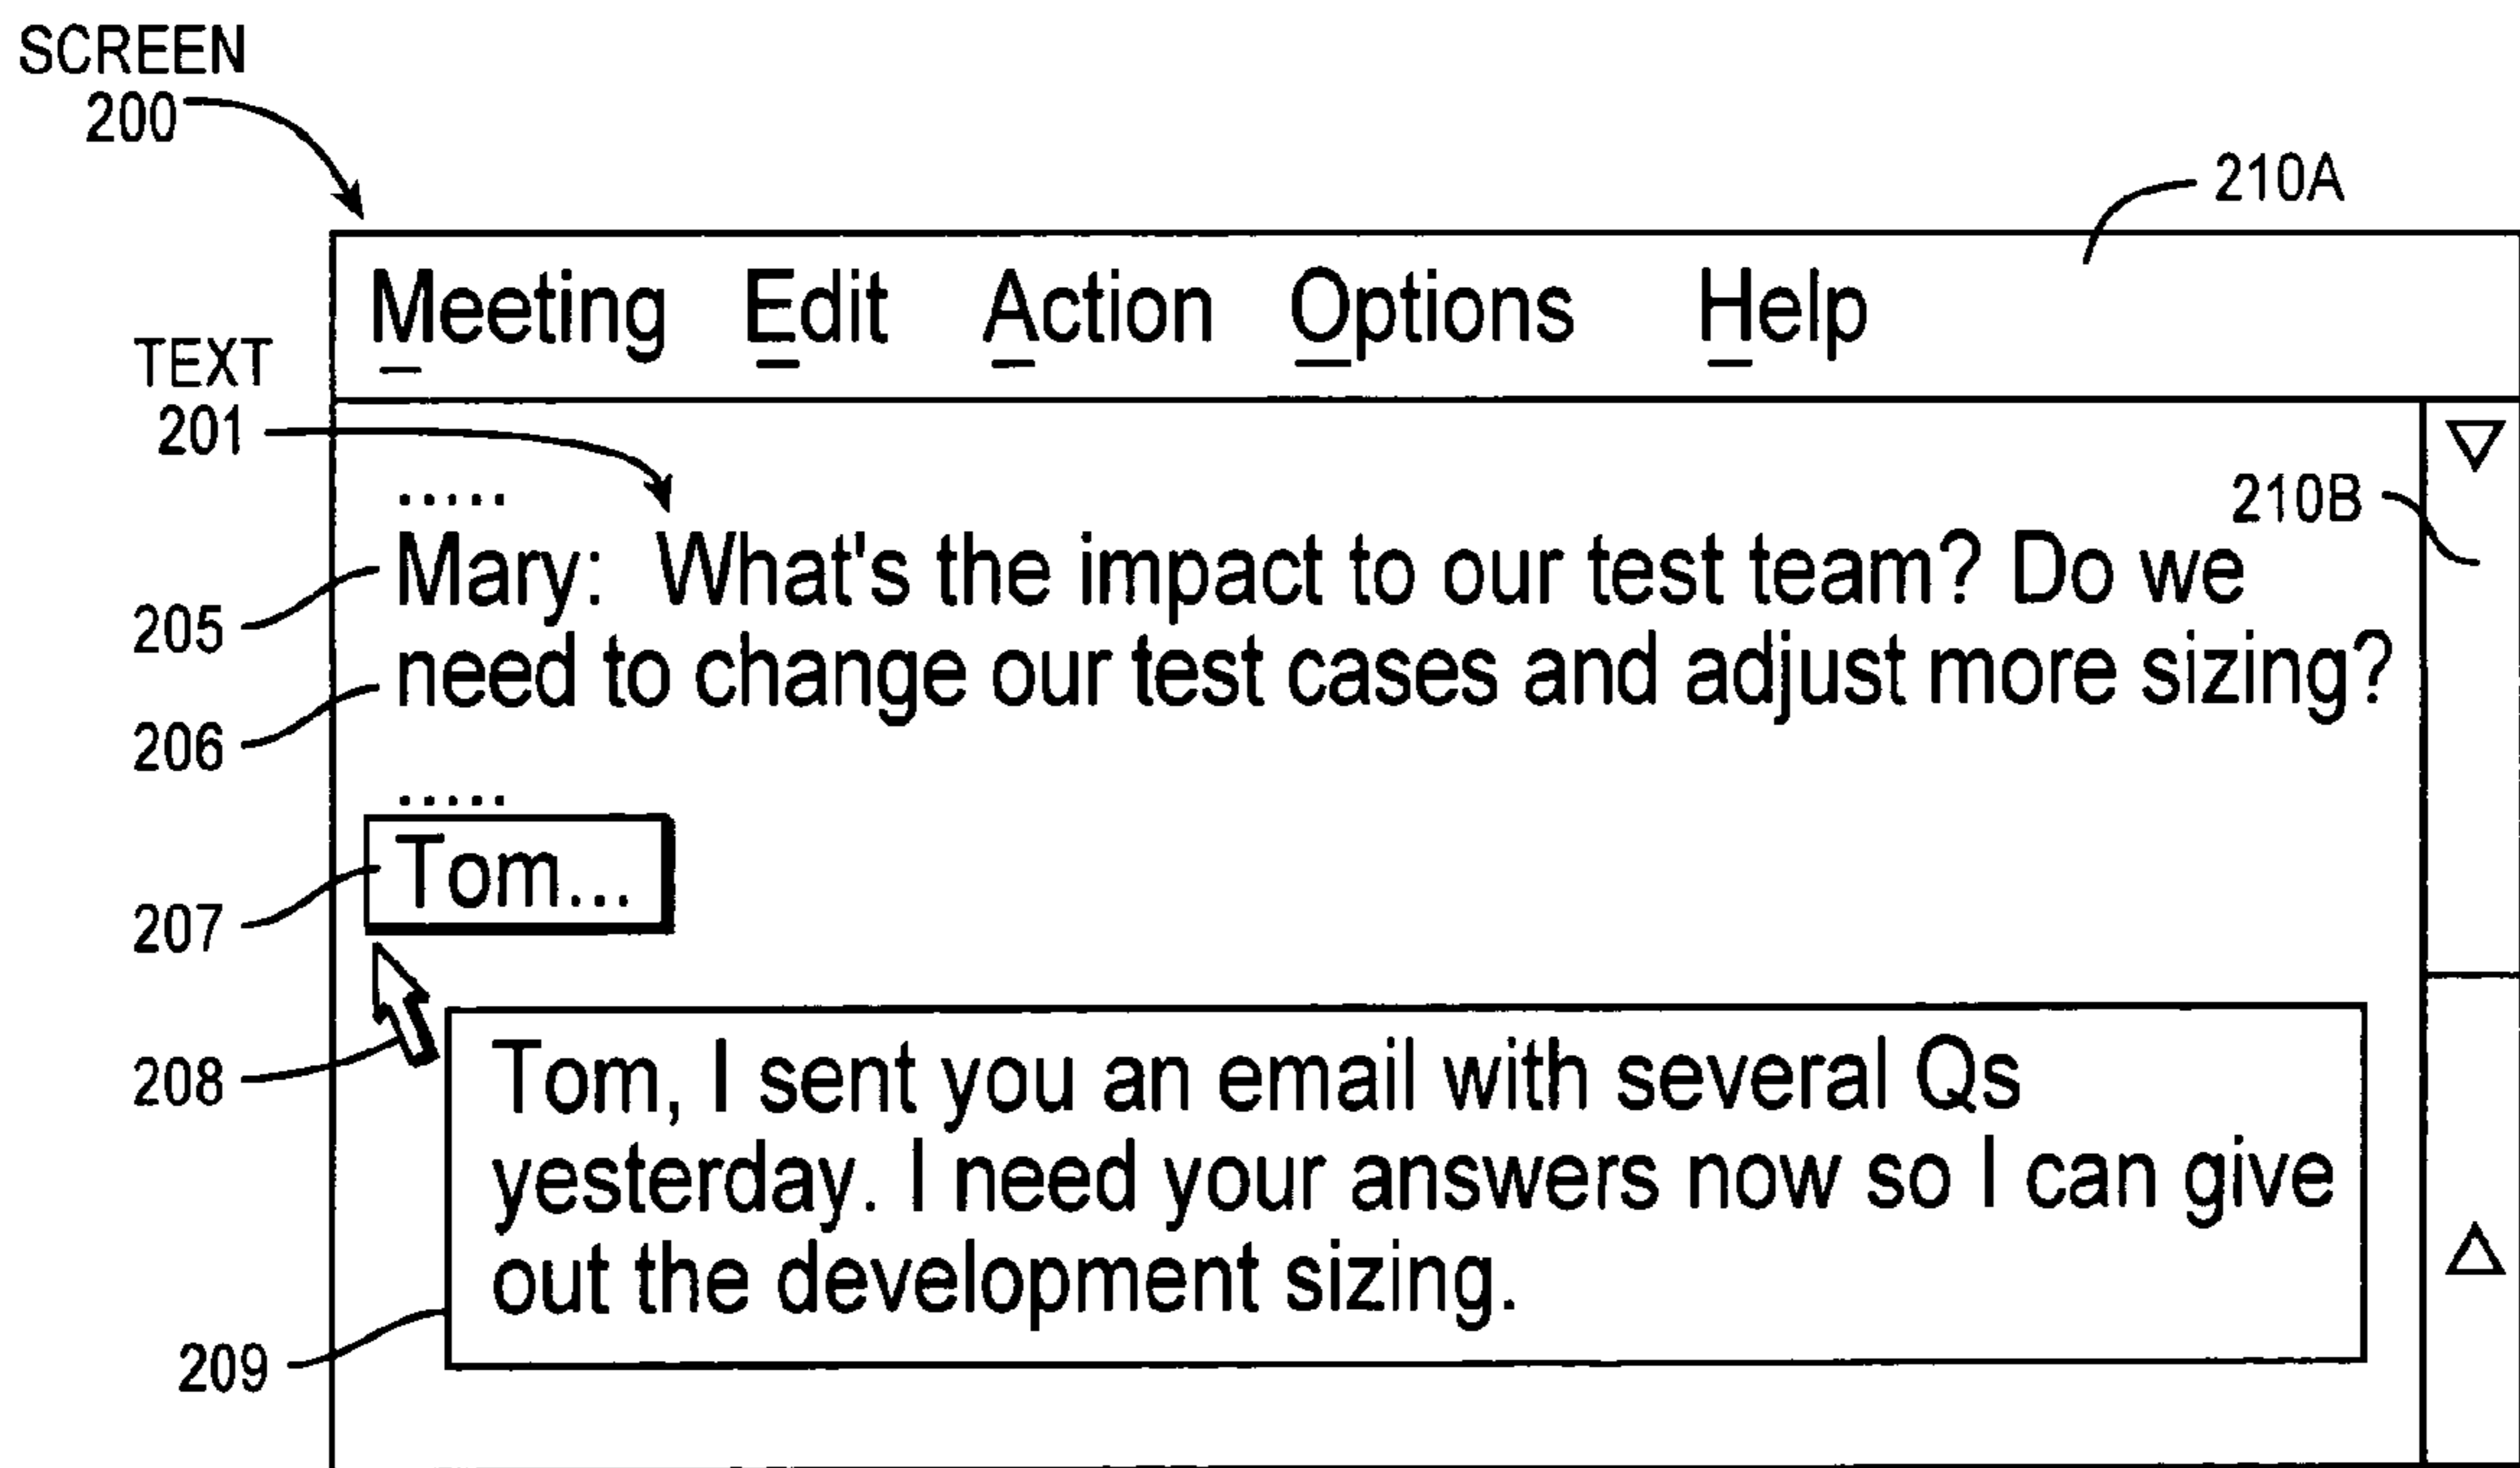 SCREEN
200
210A
Meeting Edit Action Options Help
TEXT
201
.....
210B
Mary: What's the impact to our test team? Do we
205
need to change our test cases and adjust more sizing?
206
.....
Tom...
207
208
Tom, I sent you an email with several Qs
yesterday. I need your answers now so I can give
out the development sizing.
209